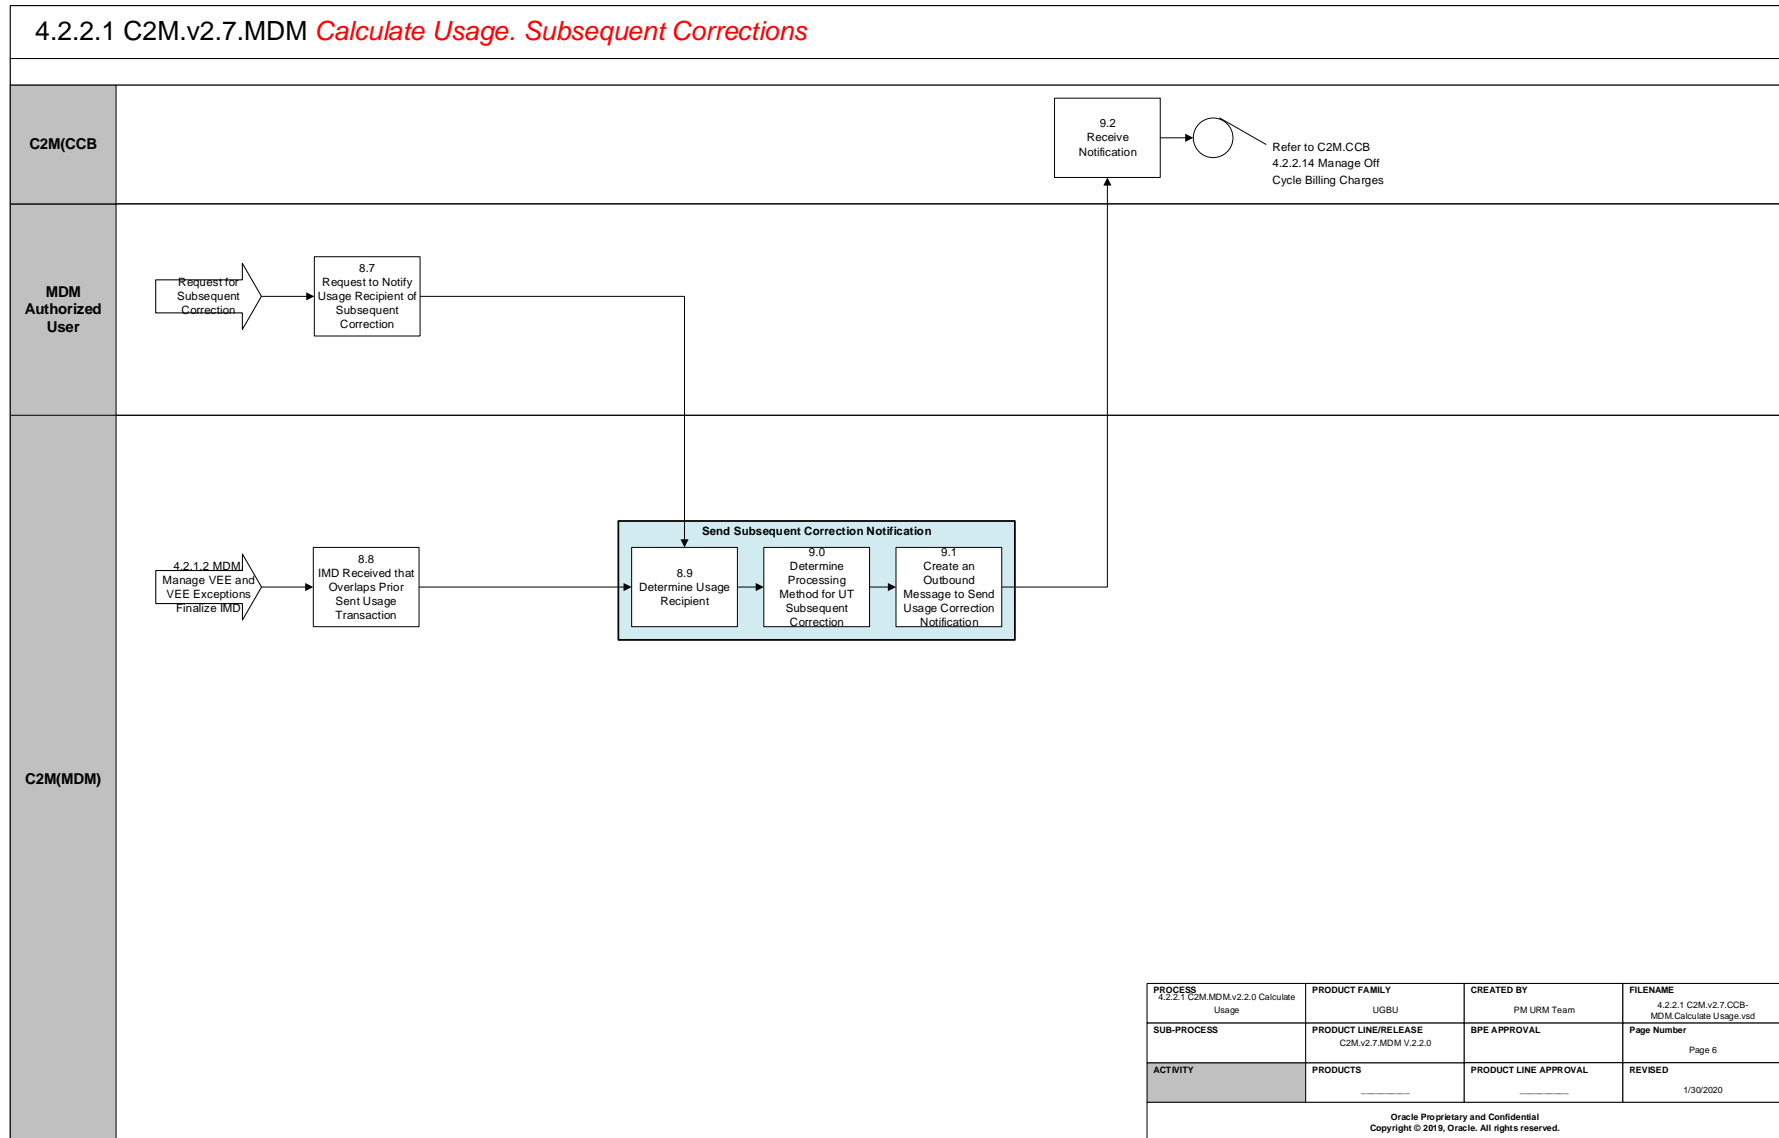 4.2.2.1 C2M.v2.7.MDM Calculate Usage. Subsequent Corrections
C2M(CCB
9.2
Receive
Notification
Refer to C2M.CCB
4.2.2.14 Manage Off
Cycle Billing Charges
MDM
Authorized
User
Request for
Subsequent
Correction
8.7
Request to Notify
Usage Recipient of
Subsequent
Correction
C2M(MDM)
4.2.1.2 MDM.
Manage VEE and
VEE Exceptions
Finalize IMD
8.8
IMD Received that
Overlaps Prior
Sent Usage
Transaction
Send Subsequent Correction Notification
8.9
Determine Usage
Recipient
9.0
Determine
Processing
Method for UT
Subsequent
Correction
9.1
Create an
Outbound
Message to Send
Usage Correction
Notification
PROCESS
4.2.2.1 C2M.MDM.v2.2.0 Calculate
Usage
PRODUCT FAMILY
UGBU
CREATED BY
PM URM Team
FILENAME
4.2.2.1 C2M.v2.7.CCB-
MDM.Calculate Usage.vsd
SUB-PROCESS
PRODUCT LINE/RELEASE
C2M.v2.7.MDM V.2.2.0
BPE APPROVAL
Page Number
Page 6
ACTIVITY
PRODUCTS
PRODUCT LINE APPROVAL
REVISED
1/30/2020
Oracle Proprietary and Confidential
Copyright © 2019, Oracle. All rights reserved.